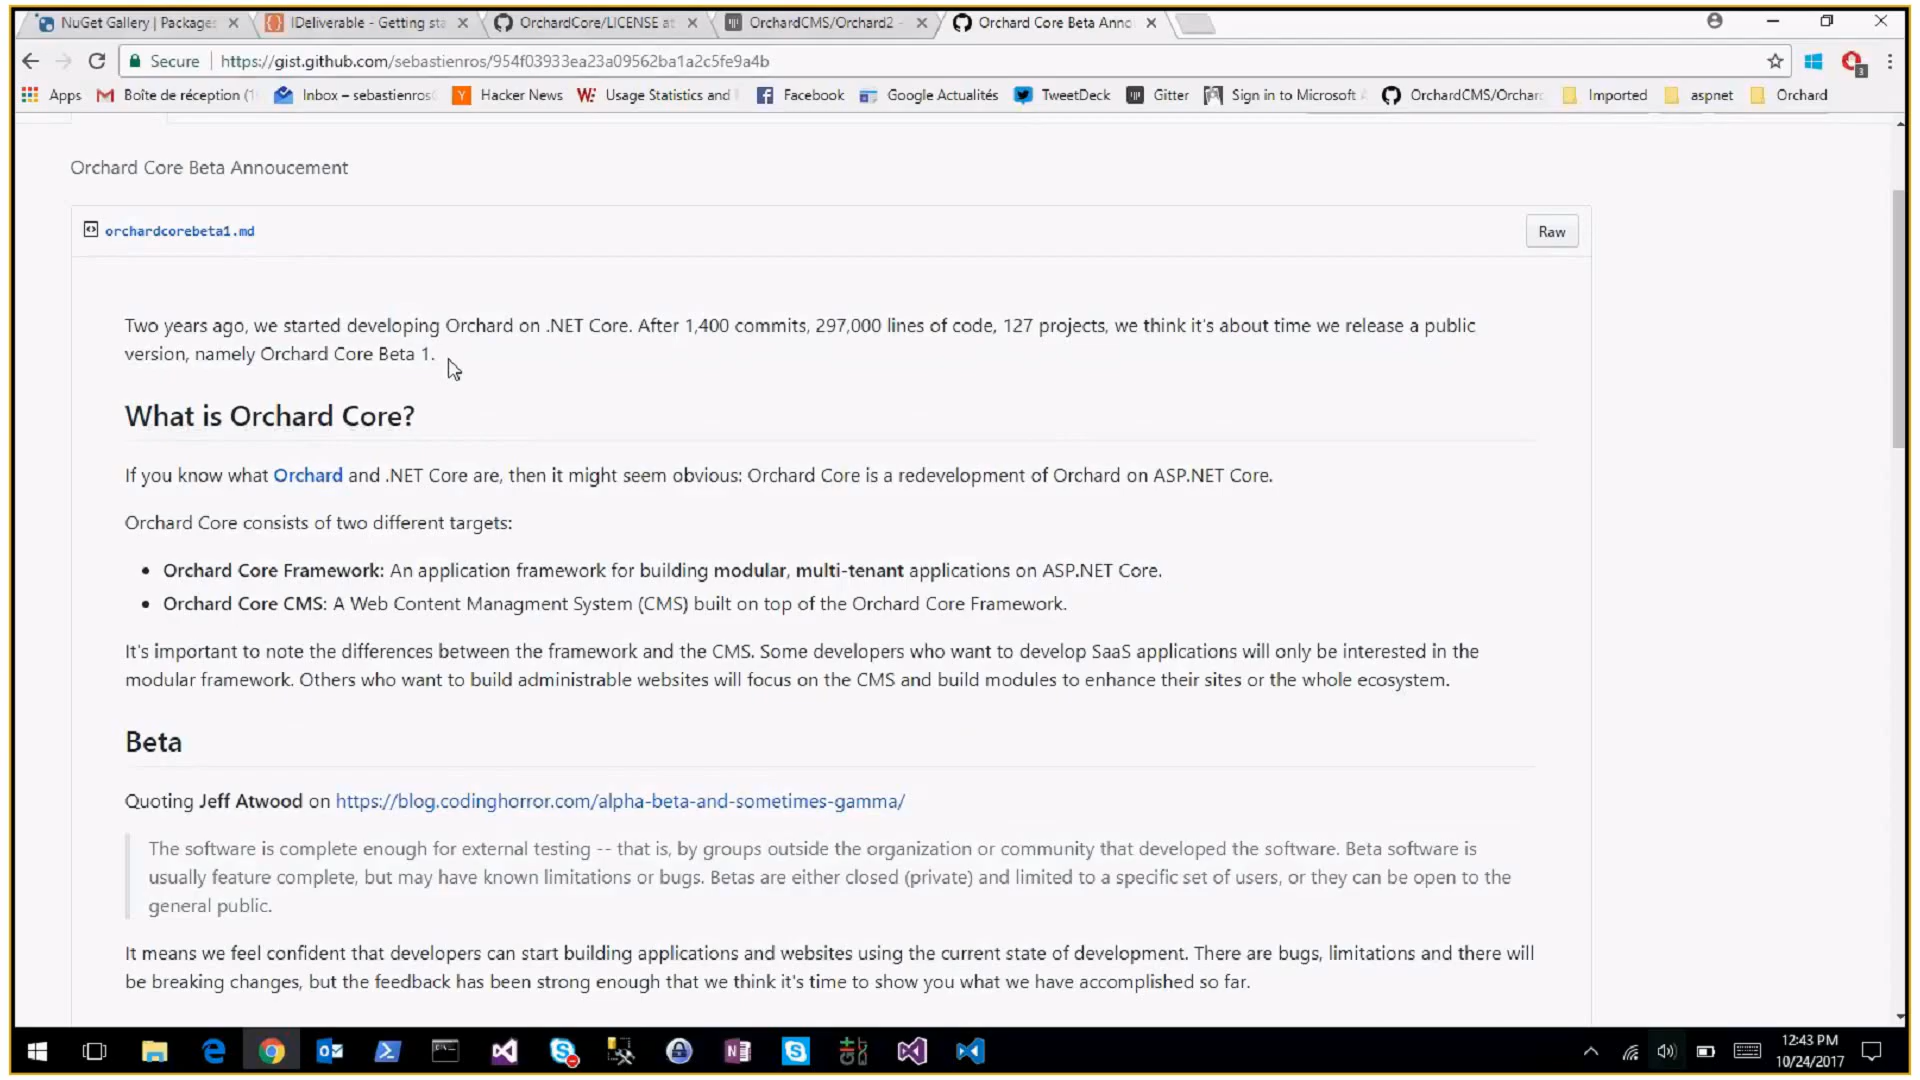 NuGet Gallery | Packages
IDeliverable - Getting sta
OrchardCore/LICENSE at
OrchardCMS/Orchard2 -
Orchard Core Beta Anno
Secure https://gist.github.com/sebastienros/954f03933ea23a09562ba1a2c5fe9a4b
3
Apps
Boîte de réception (1
Inbox – sebastienros
Hacker News
Usage Statistics and
Facebook
Google Actualités
TweetDeck
Gitter
Sign in to Microsoft
OrchardCMS/Orchar
Imported
aspnet
Orchard
Orchard Core Beta Annoucement
orchardcorebeta1.md
Raw
Two years ago, we started developing Orchard on .NET Core. After 1,400 commits, 297,000 lines of code, 127 projects, we think it's about time we release a public
version, namely Orchard Core Beta 1.
What is Orchard Core?
If you know what Orchard and .NET Core are, then it might seem obvious: Orchard Core is a redevelopment of Orchard on ASP.NET Core.
Orchard Core consists of two different targets:
• Orchard Core Framework: An application framework for building modular, multi-tenant applications on ASP.NET Core.
• Orchard Core CMS: A Web Content Managment System (CMS) built on top of the Orchard Core Framework.
It's important to note the differences between the framework and the CMS. Some developers who want to develop SaaS applications will only be interested in the
modular framework. Others who want to build administrable websites will focus on the CMS and build modules to enhance their sites or the whole ecosystem.
Beta
Quoting Jeff Atwood on https://blog.codinghorror.com/alpha-beta-and-sometimes-gamma/
The software is complete enough for external testing -- that is, by groups outside the organization or community that developed the software. Beta software is
usually feature complete, but may have known limitations or bugs. Betas are either closed (private) and limited to a specific set of users, or they can be open to the
general public.
It means we feel confident that developers can start building applications and websites using the current state of development. There are bugs, limitations and there will
be breaking changes, but the feedback has been strong enough that we think it's time to show you what we have accomplished so far.
12:43 PM
10/24/2017